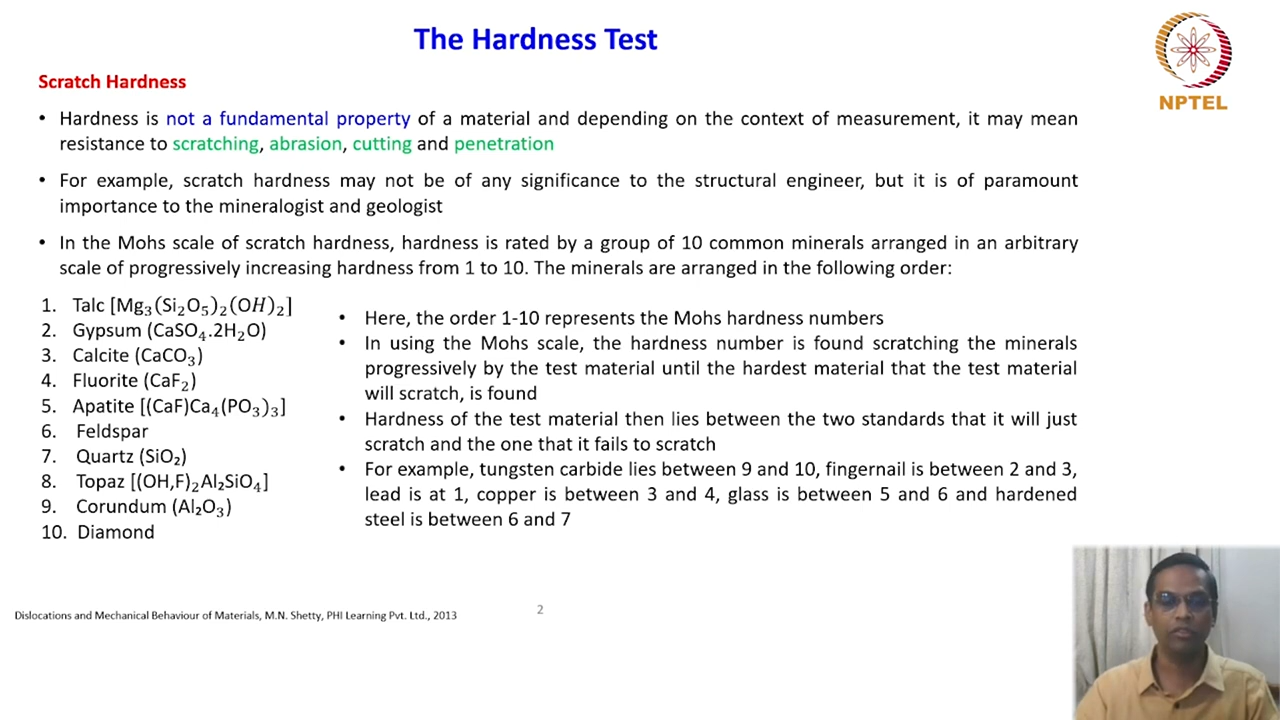 The Hardness Test
NPTEL
Scratch Hardness
• Hardness is not a fundamental property of a material and depending on the context of measurement, it may mean
resistance to scratching, abrasion, cutting and penetration
• For example, scratch hardness may not be of any significance to the structural engineer, but it is of paramount
importance to the mineralogist and geologist
• In the Mohs scale of scratch hardness, hardness is rated by a group of 10 common minerals arranged in an arbitrary
scale of progressively increasing hardness from 1 to 10. The minerals are arranged in the following order:
1. Talc [Mg₃(Si₂O₅)₂(OH)₂]
2. Gypsum (CaSO₄.2H₂O)
3. Calcite (CaCO₃)
4. Fluorite (CaF₂)
5. Apatite [(CaF)Ca₄(PO₃)₃]
6. Feldspar
7. Quartz (SiO₂)
8. Topaz [(OH,F)₂Al₂SiO₄]
9. Corundum (Al₂O₃)
10. Diamond
• Here, the order 1-10 represents the Mohs hardness numbers
• In using the Mohs scale, the hardness number is found scratching the minerals
progressively by the test material until the hardest material that the test material
will scratch, is found
• Hardness of the test material then lies between the two standards that it will just
scratch and the one that it fails to scratch
• For example, tungsten carbide lies between 9 and 10, fingernail is between 2 and 3,
lead is at 1, copper is between 3 and 4, glass is between 5 and 6 and hardened
steel is between 6 and 7
Dislocations and Mechanical Behaviour of Materials, M.N. Shetty, PHI Learning Pvt. Ltd., 2013
2